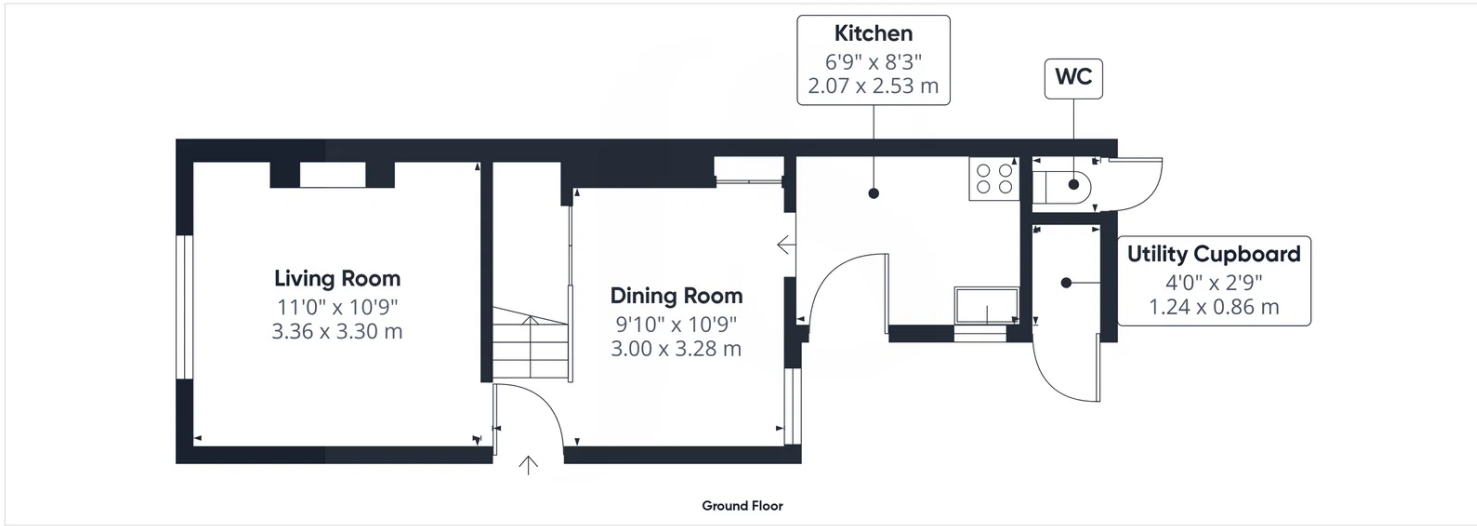 Kitchen
6'9" x 8'3"
2.07 x 2.53 m
WC
Living Room
11'0" x 10'9"
3.36 x 3.30 m
Dining Room
9'10" x 10'9"
3.00 x 3.28 m
Utility Cupboard
4'0" x 2'9"
1.24 x 0.86 m
Ground Floor